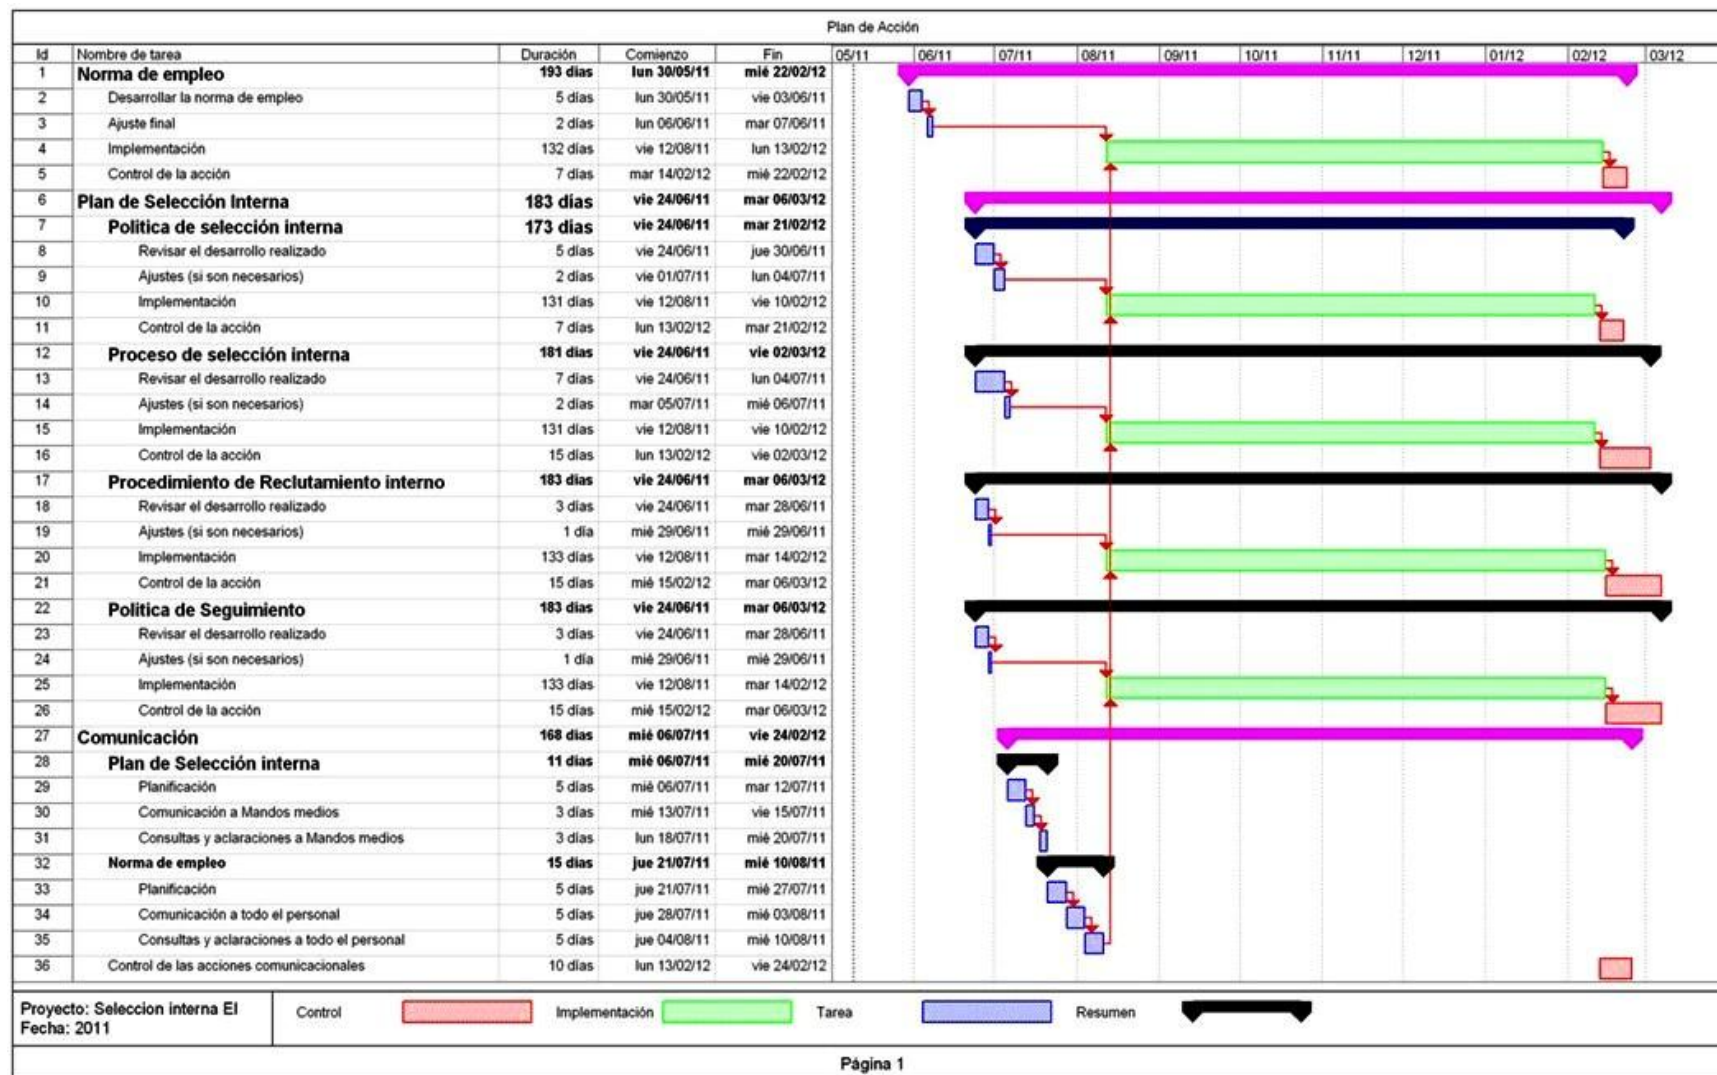 Plan de Acción
Id Nombre de tarea Duración Comienzo Fin 05/11 06/11 07/11 08/11 09/11 10/11 11/11 12/11 01/12 02/12 03/12
1 Norma de empleo 193 días lun 30/05/11 mié 22/02/12
2 Desarrollar la norma de empleo 5 días lun 30/05/11 vie 03/06/11
3 Ajuste final 2 días lun 06/06/11 mar 07/06/11
4 Implementación 132 días vie 12/08/11 lun 13/02/12
5 Control de la acción 7 días mar 14/02/12 mié 22/02/12
6 Plan de Selección Interna 183 días vie 24/06/11 mar 06/03/12
7 Política de selección interna 173 días vie 24/06/11 mar 21/02/12
8 Revisar el desarrollo realizado 5 días vie 24/06/11 jue 30/06/11
9 Ajustes (si son necesarios) 2 días vie 01/07/11 lun 04/07/11
10 Implementación 131 días vie 12/08/11 vie 10/02/12
11 Control de la acción 7 días lun 13/02/12 mar 21/02/12
12 Proceso de selección interna 181 días vie 24/06/11 vie 02/03/12
13 Revisar el desarrollo realizado 7 días vie 24/06/11 lun 04/07/11
14 Ajustes (si son necesarios) 2 días mar 05/07/11 mié 06/07/11
15 Implementación 131 días vie 12/08/11 vie 10/02/12
16 Control de la acción 15 días lun 13/02/12 vie 02/03/12
17 Procedimiento de Reclutamiento interno 183 días vie 24/06/11 mar 06/03/12
18 Revisar el desarrollo realizado 3 días vie 24/06/11 mar 28/06/11
19 Ajustes (si son necesarios) 1 día mié 29/06/11 mié 29/06/11
20 Implementación 133 días vie 12/08/11 mar 14/02/12
21 Control de la acción 15 días mié 15/02/12 mar 06/03/12
22 Política de Seguimiento 183 días vie 24/06/11 mar 06/03/12
23 Revisar el desarrollo realizado 3 días vie 24/06/11 mar 28/06/11
24 Ajustes (si son necesarios) 1 día mié 29/06/11 mié 29/06/11
25 Implementación 133 días vie 12/08/11 mar 14/02/12
26 Control de la acción 15 días mié 15/02/12 mar 06/03/12
27 Comunicación 168 días mié 06/07/11 vie 24/02/12
28 Plan de Selección interna 11 días mié 06/07/11 mié 20/07/11
29 Planificación 5 días mié 06/07/11 mar 12/07/11
30 Comunicación a Mandos medios 3 días mié 13/07/11 vie 15/07/11
31 Consultas y aclaraciones a Mandos medios 3 días lun 18/07/11 mié 20/07/11
32 Norma de empleo 15 días jue 21/07/11 mié 10/08/11
33 Planificación 5 días jue 21/07/11 mié 27/07/11
34 Comunicación a todo el personal 5 días jue 28/07/11 mié 03/08/11
35 Consultas y aclaraciones a todo el personal 5 días jue 04/08/11 mié 10/08/11
36 Control de las acciones comunicacionales 10 días lun 13/02/12 vie 24/02/12
Proyecto: Seleccion interna El
Fecha: 2011
Control Implementación Tarea Resumen
Página 1